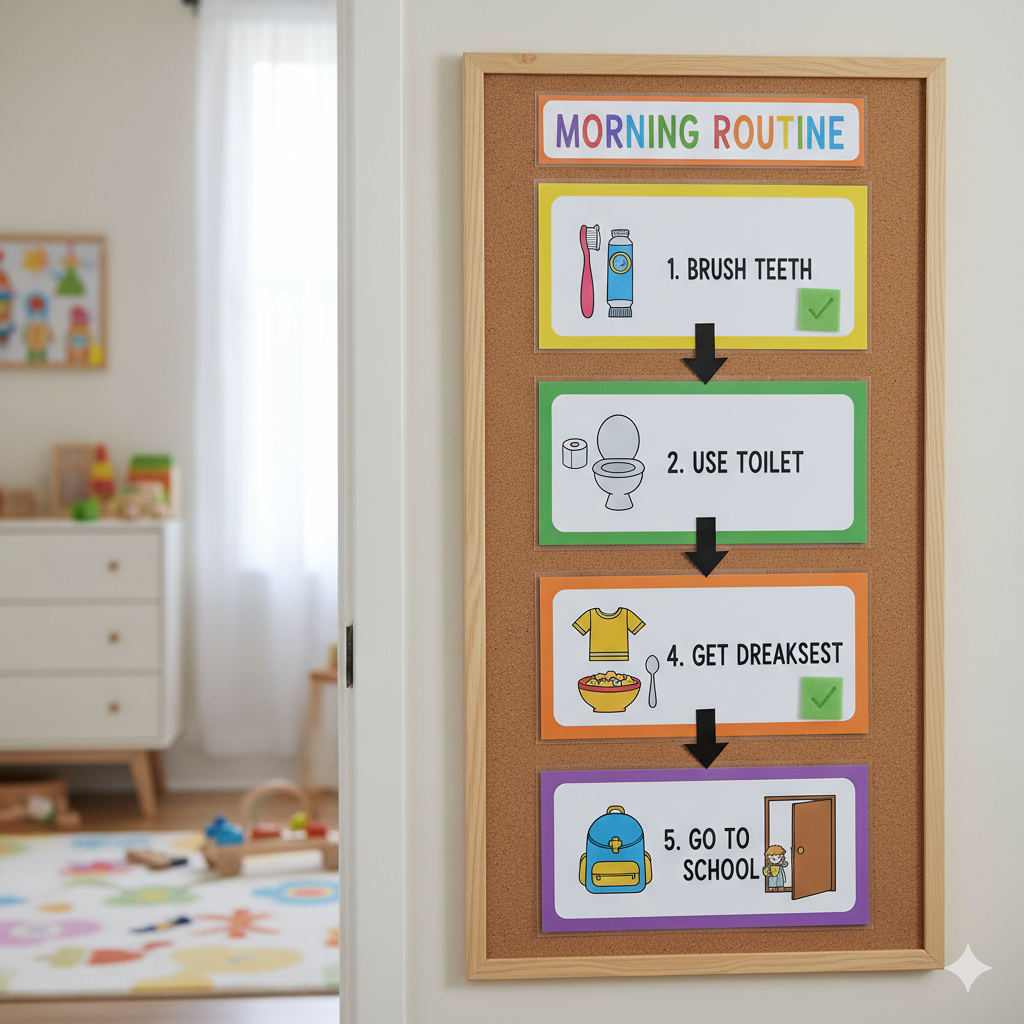 MORNING ROUTINE
1. BRUSH TEETH
2. USE TOILET
4. GET DREAKSEST
5. GO TO
SCHOOL